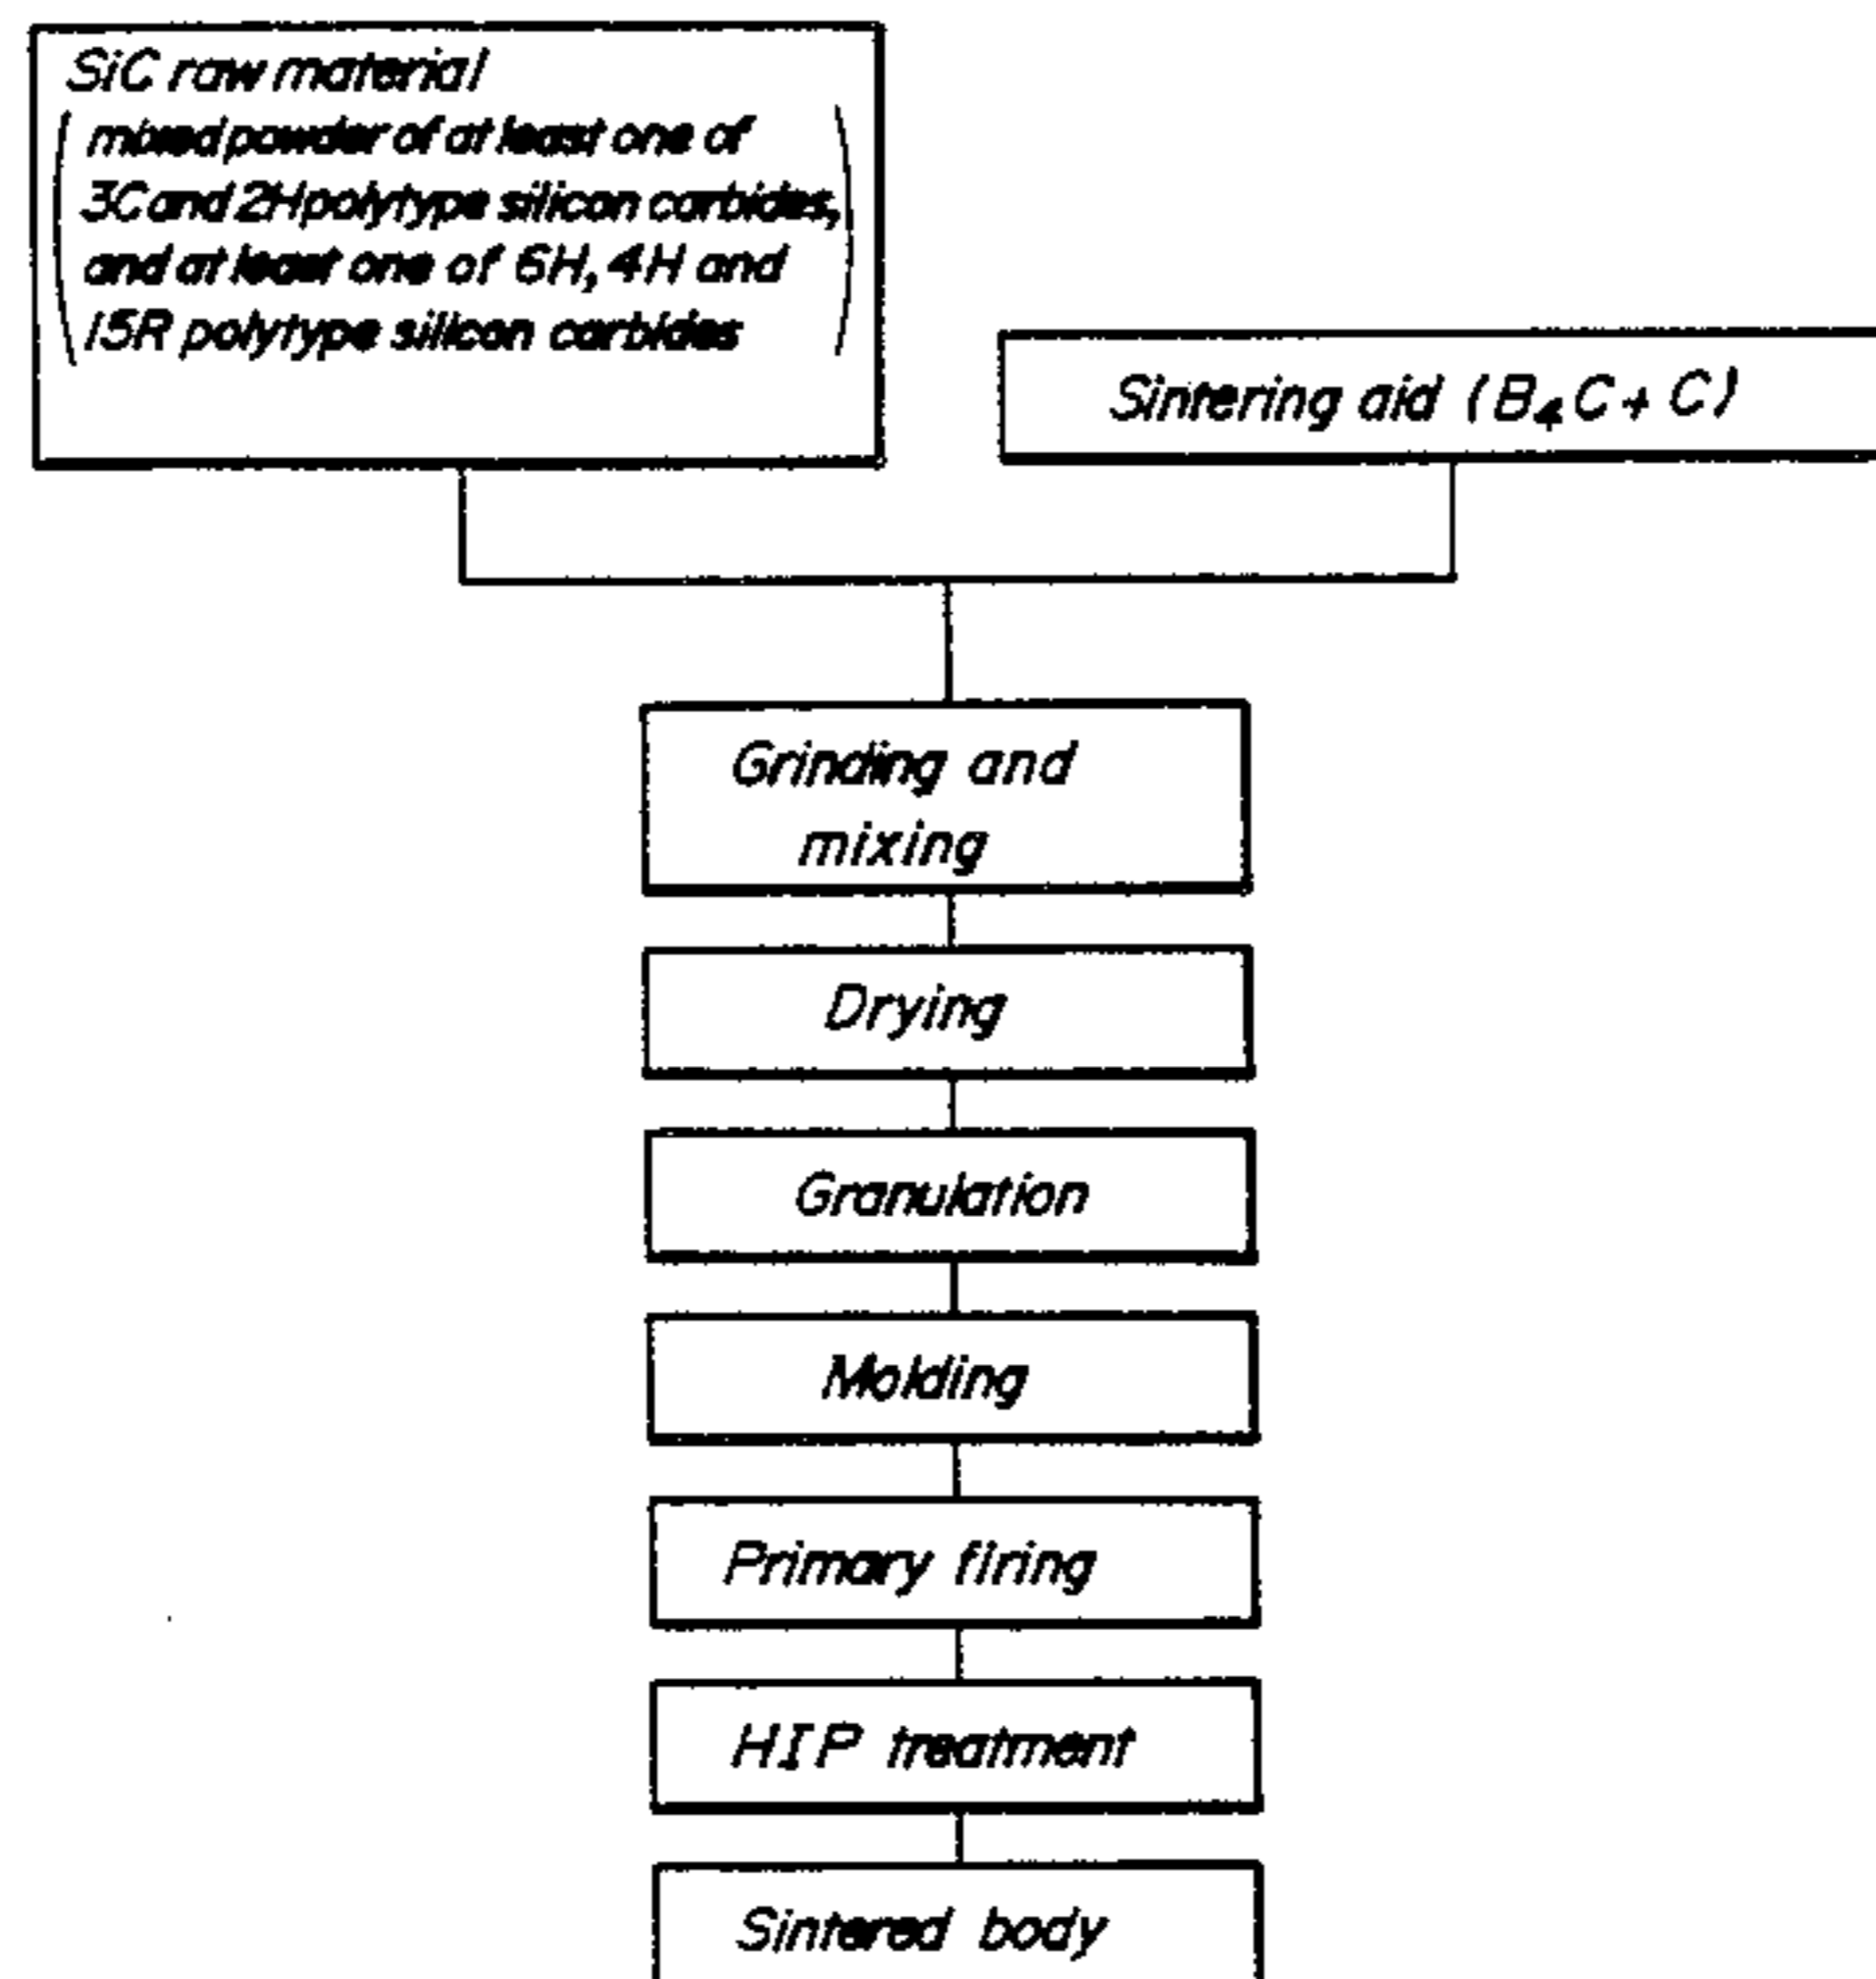 SiC raw material
(mixed powder of at least one of
3C and 2H polytype silicon carbides,
and at least one of 6H, 4H and
15R polytype silicon carbides)
Sintering aid (B₄C + C)
Grinding and
mixing
Drying
Granulation
Molding
Primary firing
HIP treatment
Sintered body